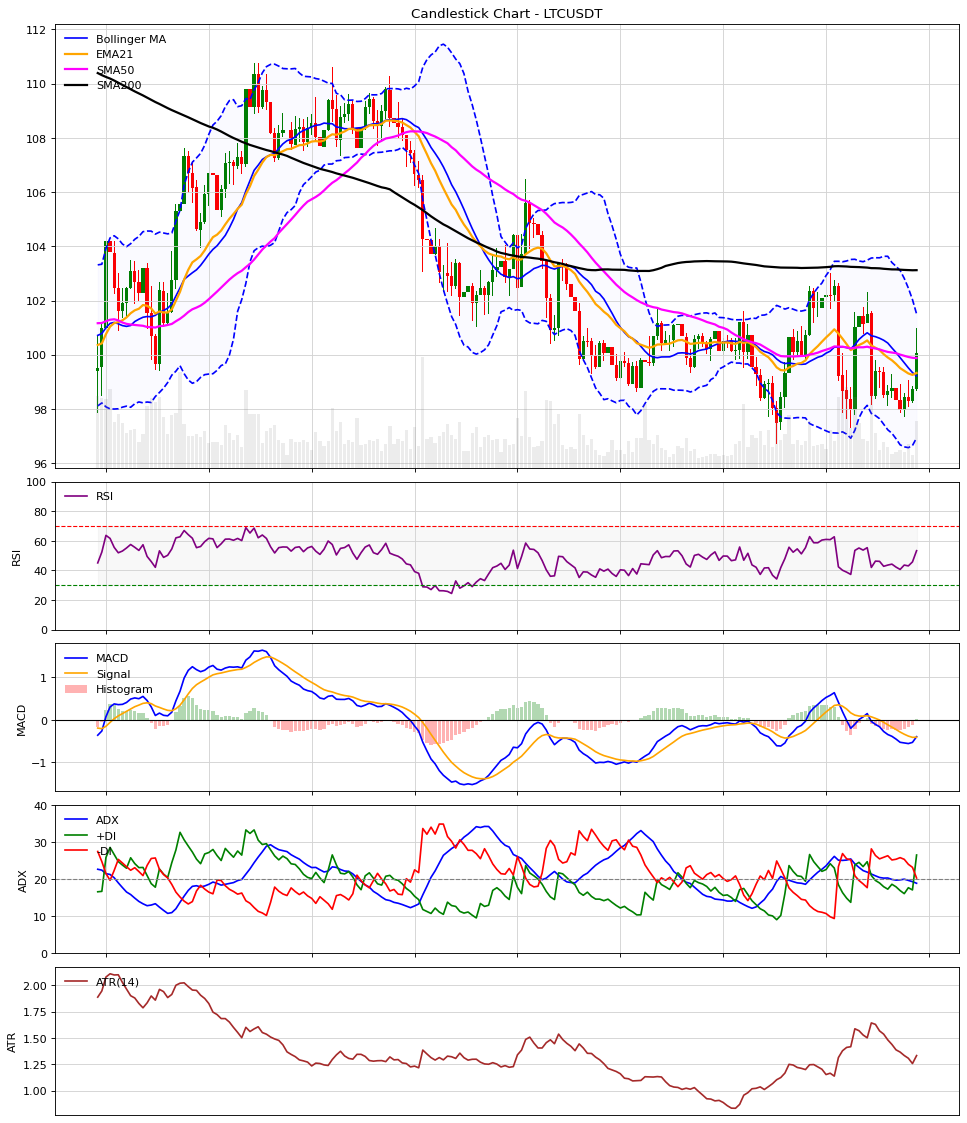 Candlestick Chart - LTCUSDT
112
110
108
106
104
102
100
98
96
Bollinger MA
EMA21
SMA50
SMA200
100
80
60
40
20
0
RSI
RSI
1
0
−1
MACD
MACD
Signal
Histogram
40
30
20
10
0
ADX
ADX
+DI
-DI
2.00
1.75
1.50
1.25
1.00
ATR
ATR(14)